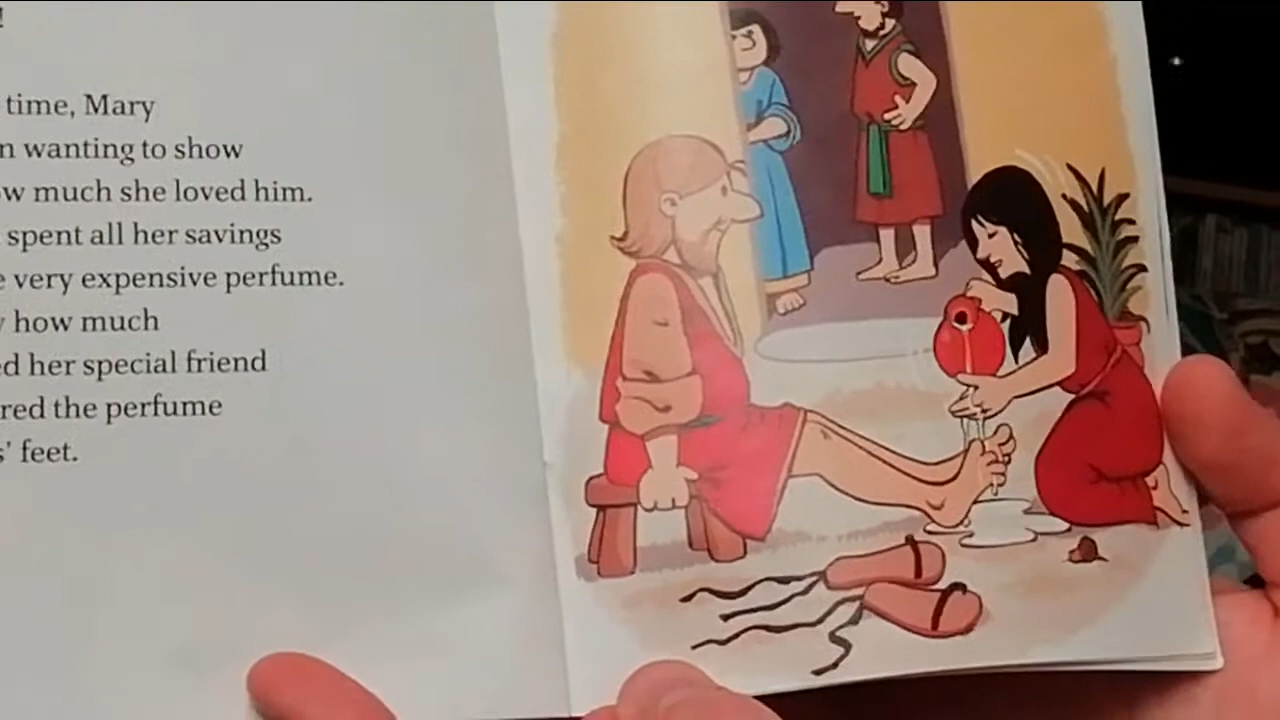 !
time, Mary
n wanting to show
ow much she loved him.
spent all her savings
e very expensive perfume.
y how much
ed her special friend
red the perfume
s' feet.